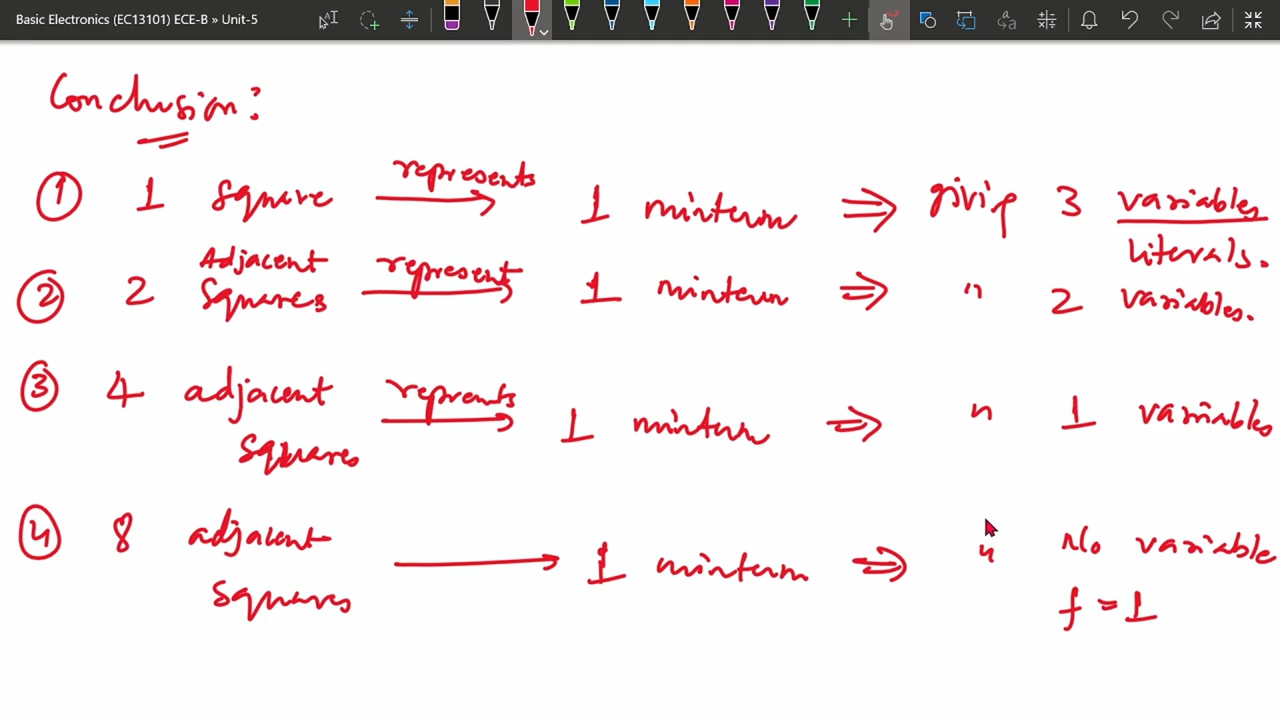 Basic Electronics (EC13101) ECE-B » Unit-5
Conclusion:
① 1 square represents 1 minterm ⇒ giving 3 variables
literals.
② 2 Adjacent squares represent 1 minterm ⇒ " 2 variables.
③ 4 adjacent squares reprents 1 minterm ⇒ " 1 variables
④ 8 adjacent squares → 1 minterm ⇒ " No variable
f = 1